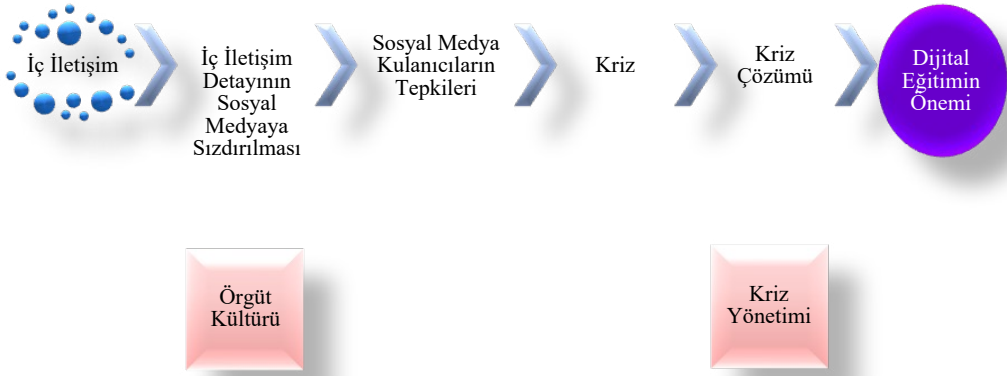 İç İletişim
İç İletişim
Detayının
Sosyal
Medyaya
Sızdırılması
Sosyal Medya
Kulanıcıların
Tepkileri
Kriz
Kriz
Çözümü
Dijital
Eğitimin
Önemi
Örgüt
Kültürü
Kriz
Yönetimi